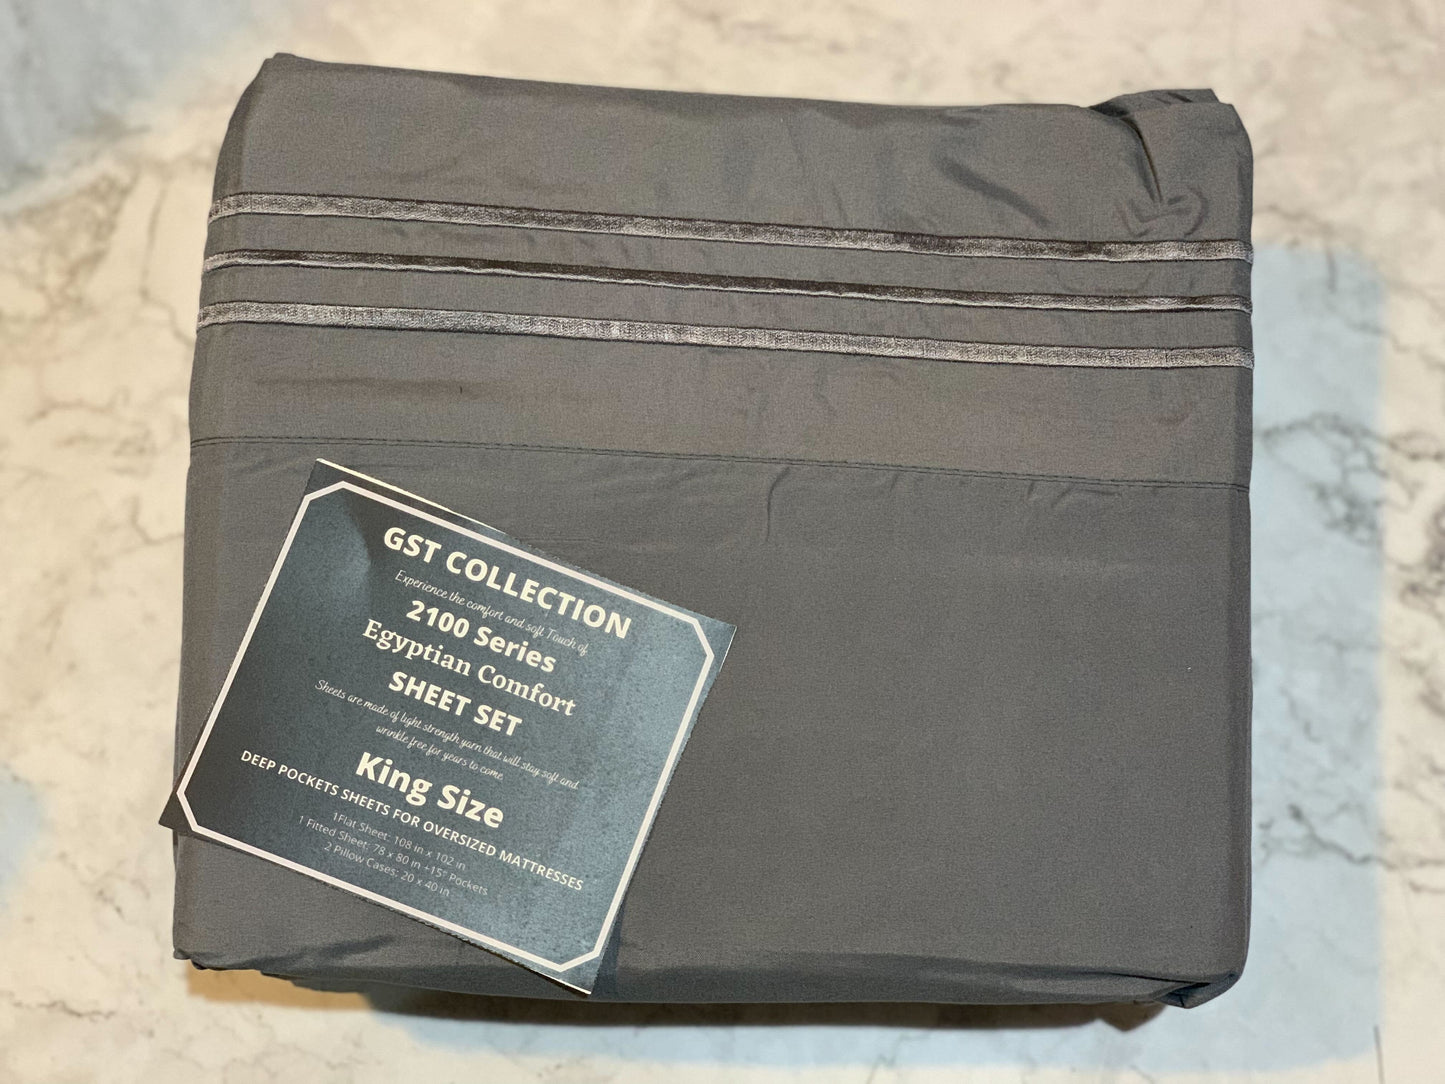 GST COLLECTION
Experience the comfort and soft Touch of
2100 Series
Egyptian Comfort
SHEET SET
Sheets are made of light strength yarn that will stay soft and
wrinkle free for years to come
King Size
DEEP POCKETS SHEETS FOR OVERSIZED MATTRESSES
1Flat Sheet: 108 in x 102 in
1 Fitted Sheet: 78 x 80 in +15" Pockets
2 Pillow Cases: 20 x 40 in